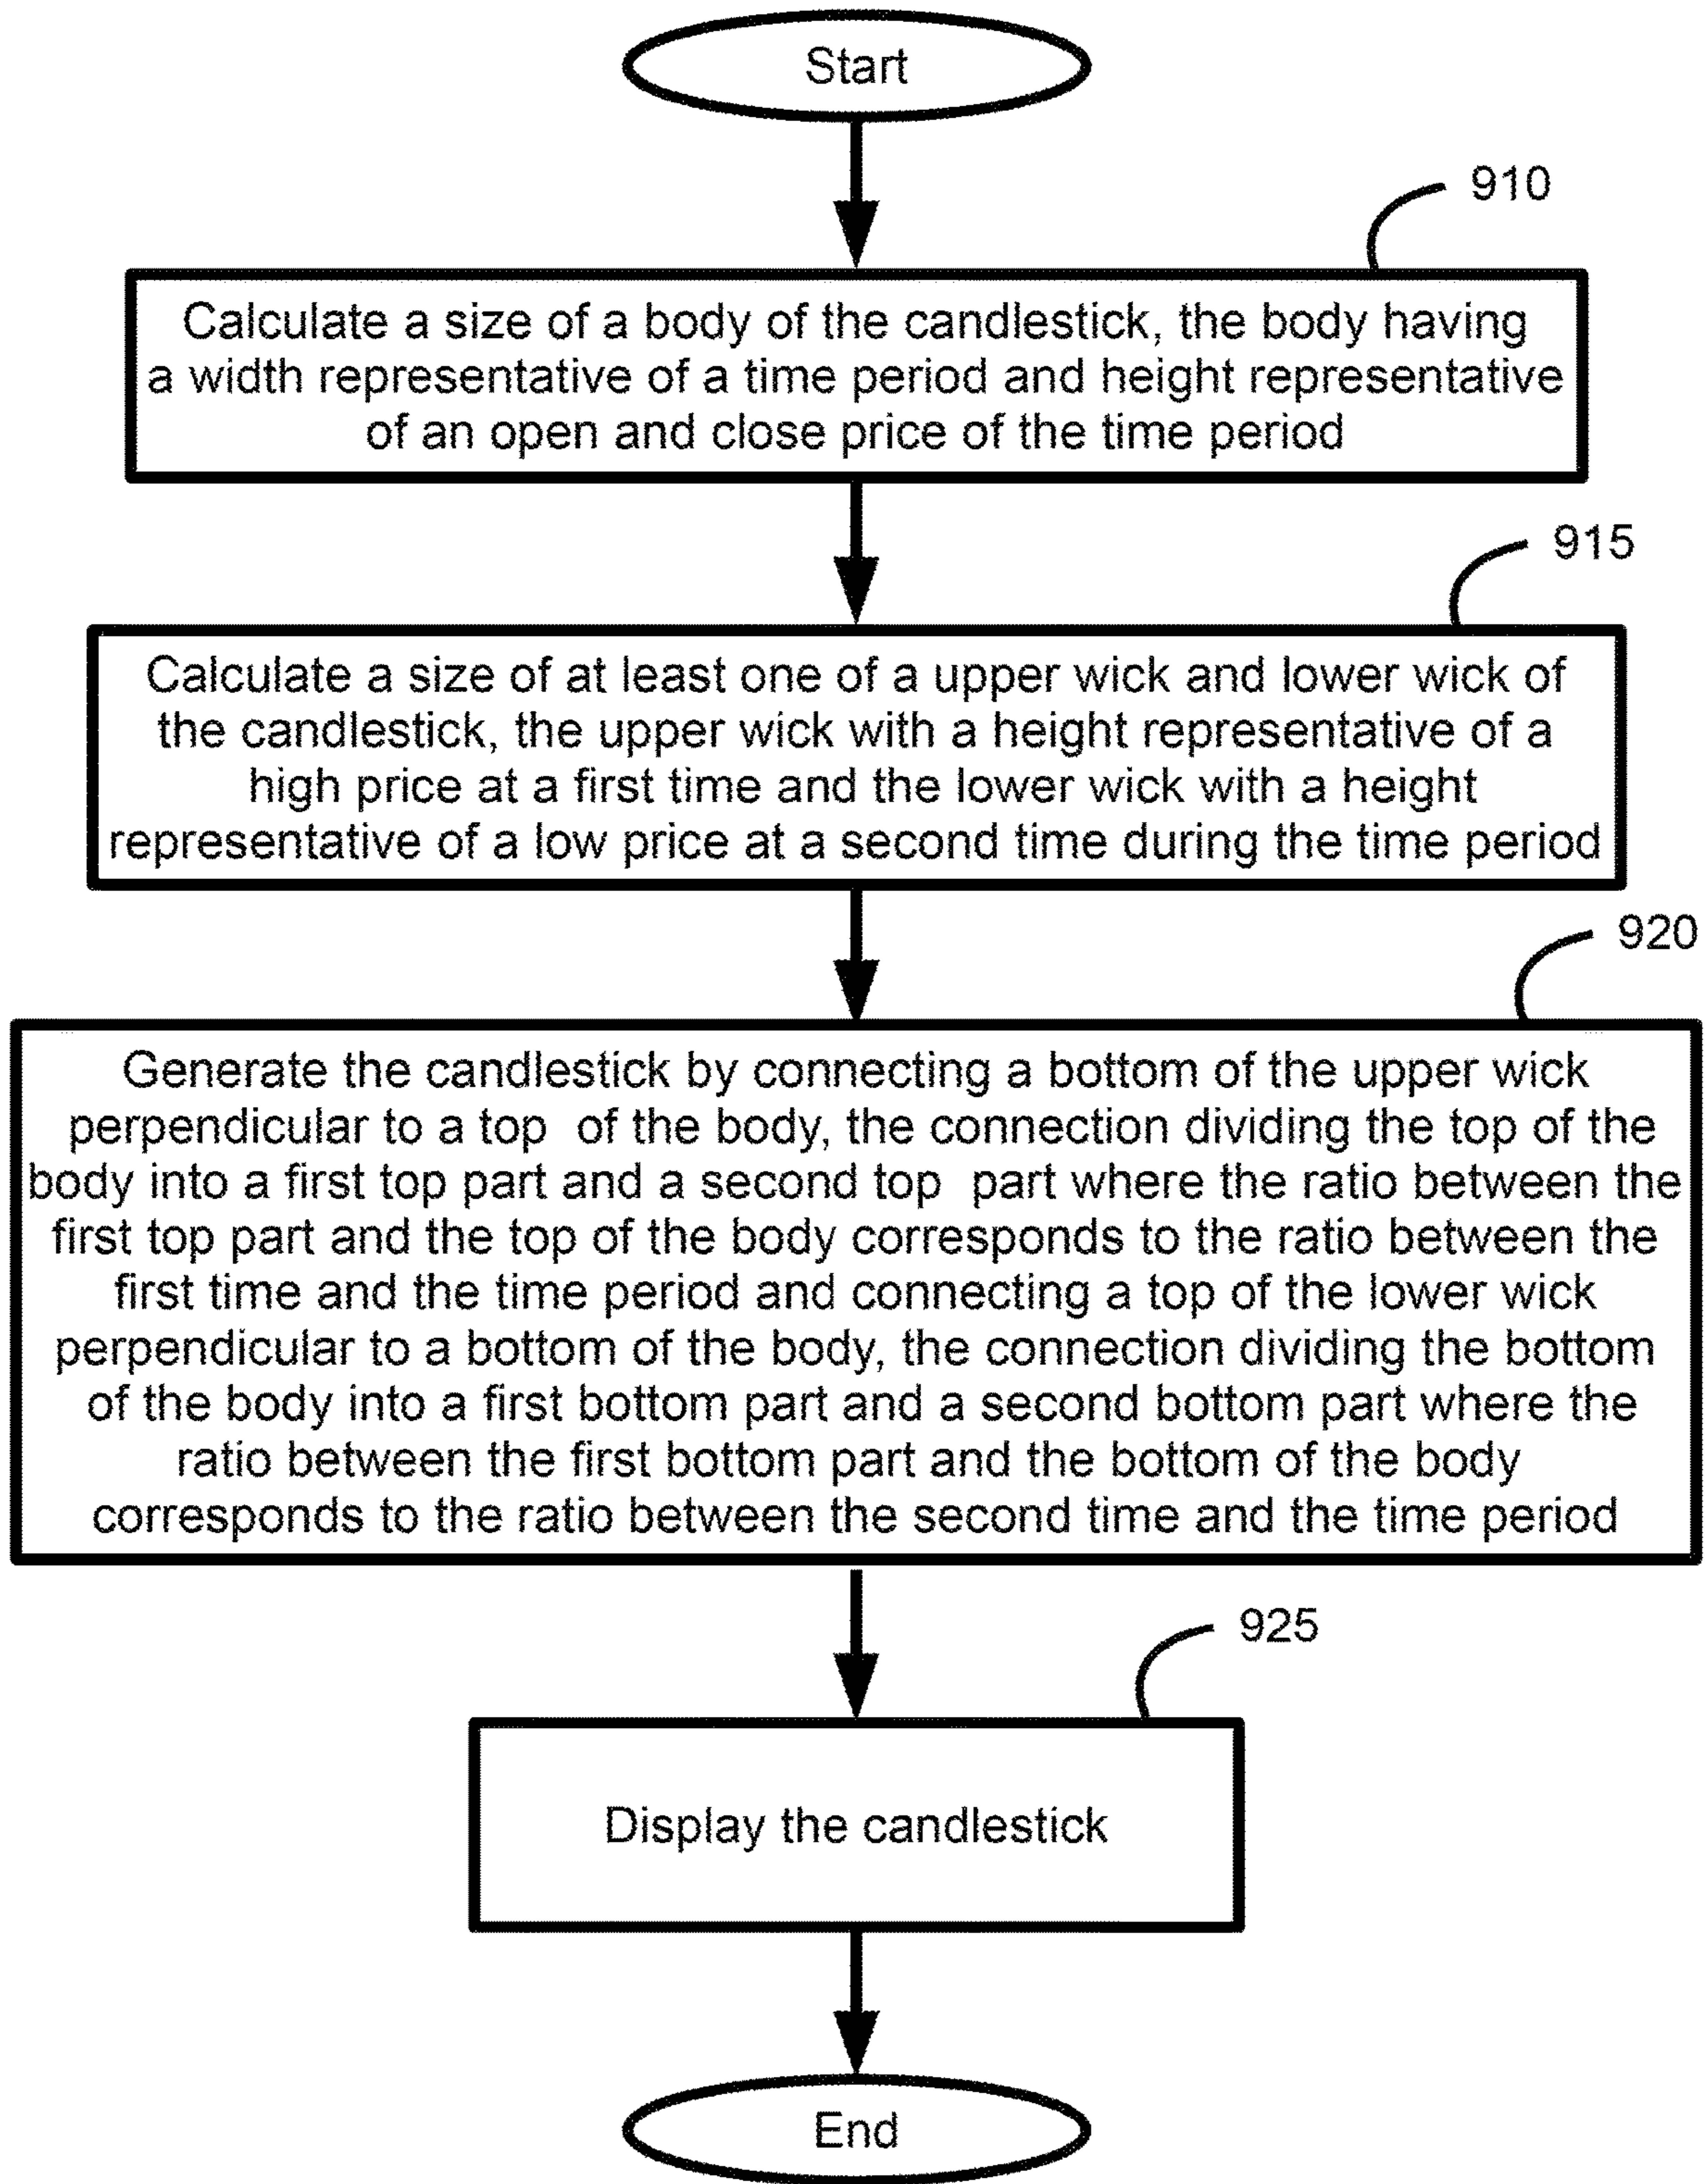 Start
910
Calculate a size of a body of the candlestick, the body having
a width representative of a time period and height representative
of an open and close price of the time period
915
Calculate a size of at least one of a upper wick and lower wick of
the candlestick, the upper wick with a height representative of a
high price at a first time and the lower wick with a height
representative of a low price at a second time during the time period
920
Generate the candlestick by connecting a bottom of the upper wick
perpendicular to a top of the body, the connection dividing the top of the
body into a first top part and a second top part where the ratio between the
first top part and the top of the body corresponds to the ratio between the
first time and the time period and connecting a top of the lower wick
perpendicular to a bottom of the body, the connection dividing the bottom
of the body into a first bottom part and a second bottom part where the
ratio between the first bottom part and the bottom of the body
corresponds to the ratio between the second time and the time period
925
Display the candlestick
End